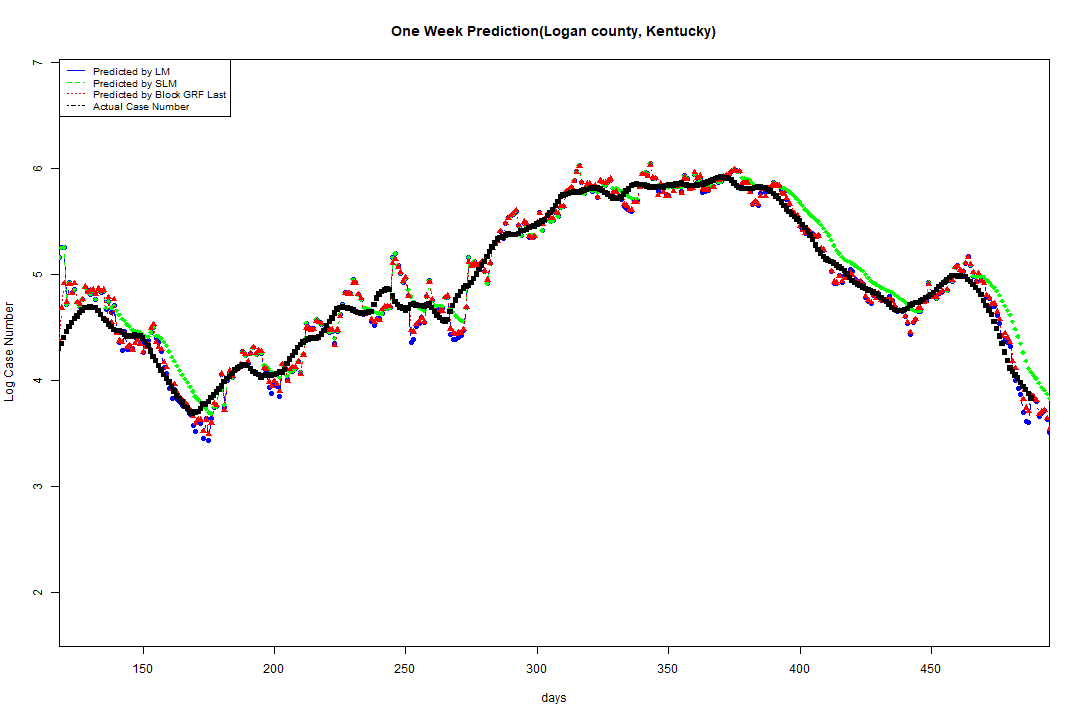 One Week Prediction(Logan county, Kentucky)
Predicted by LM
Predicted by SLM
Predicted by Block GRF Last
Actual Case Number
7
6
5
4
3
2
Log Case Number
150 200 250 300 350 400 450
days